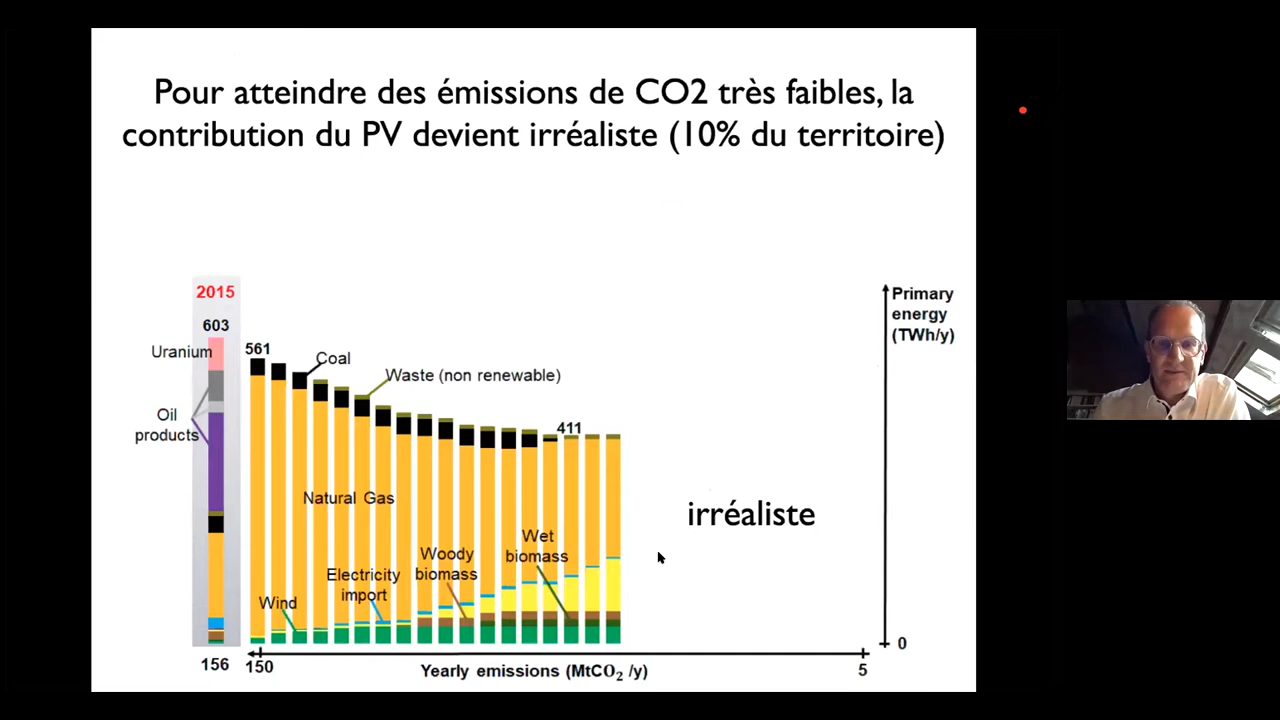 Pour atteindre des émissions de CO2 très faibles, la
contribution du PV devient irréaliste (10% du territoire)
2015
603
Uranium
561
Coal
Waste (non renewable)
Oil
products
411
Natural Gas
Wet
biomass
Woody
biomass
Electricity
import
Wind
irréaliste
Primary
energy
(TWh/y)
0
156
150
Yearly emissions (MtCO₂ /y)
5